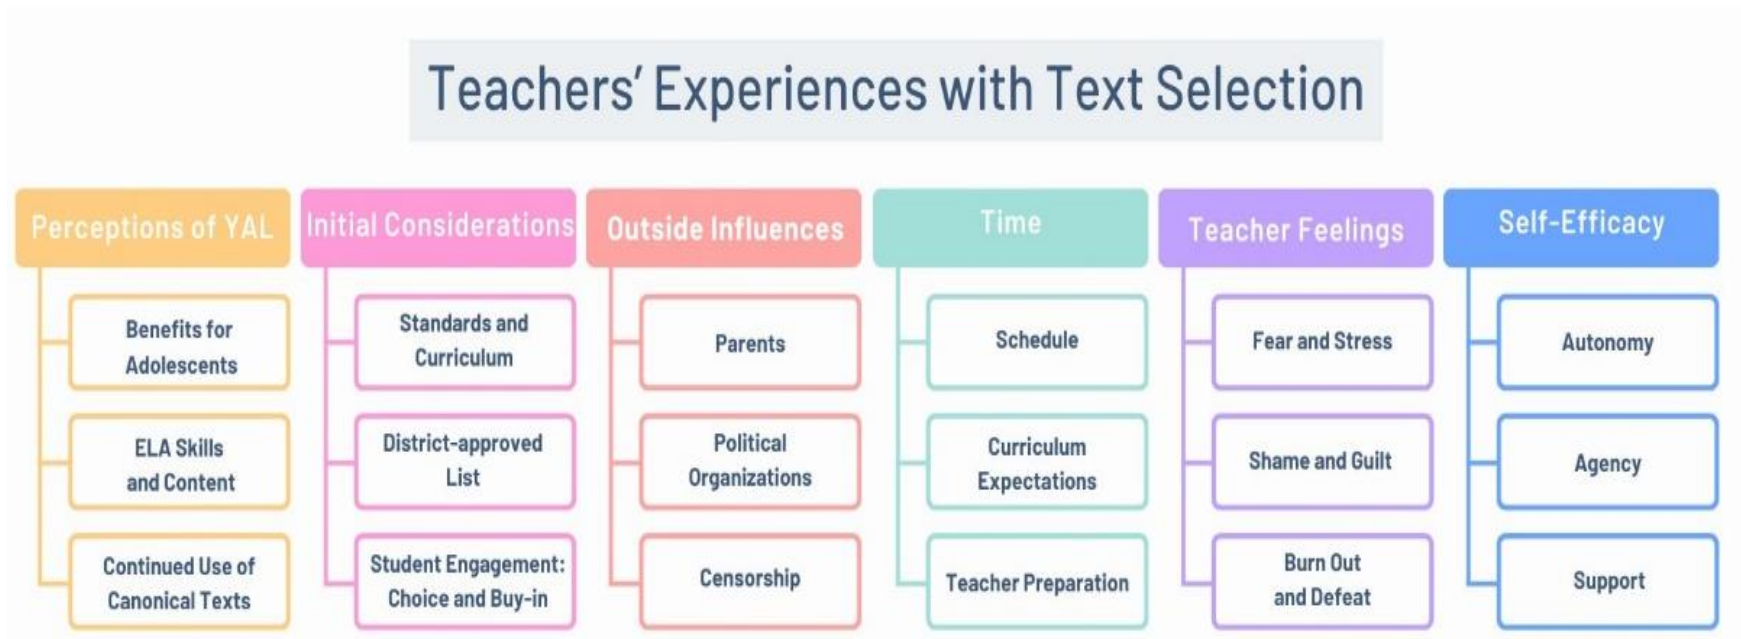 Teachers’ Experiences with Text Selection
Perceptions of YAL
Benefits for
Adolescents
ELA Skills
and Content
Continued Use of
Canonical Texts
Initial Considerations
Standards and
Curriculum
District-approved
List
Student Engagement:
Choice and Buy-in
Outside Influences
Parents
Political
Organizations
Censorship
Time
Schedule
Curriculum
Expectations
Teacher Preparation
Teacher Feelings
Fear and Stress
Shame and Guilt
Burn Out
and Defeat
Self-Efficacy
Autonomy
Agency
Support